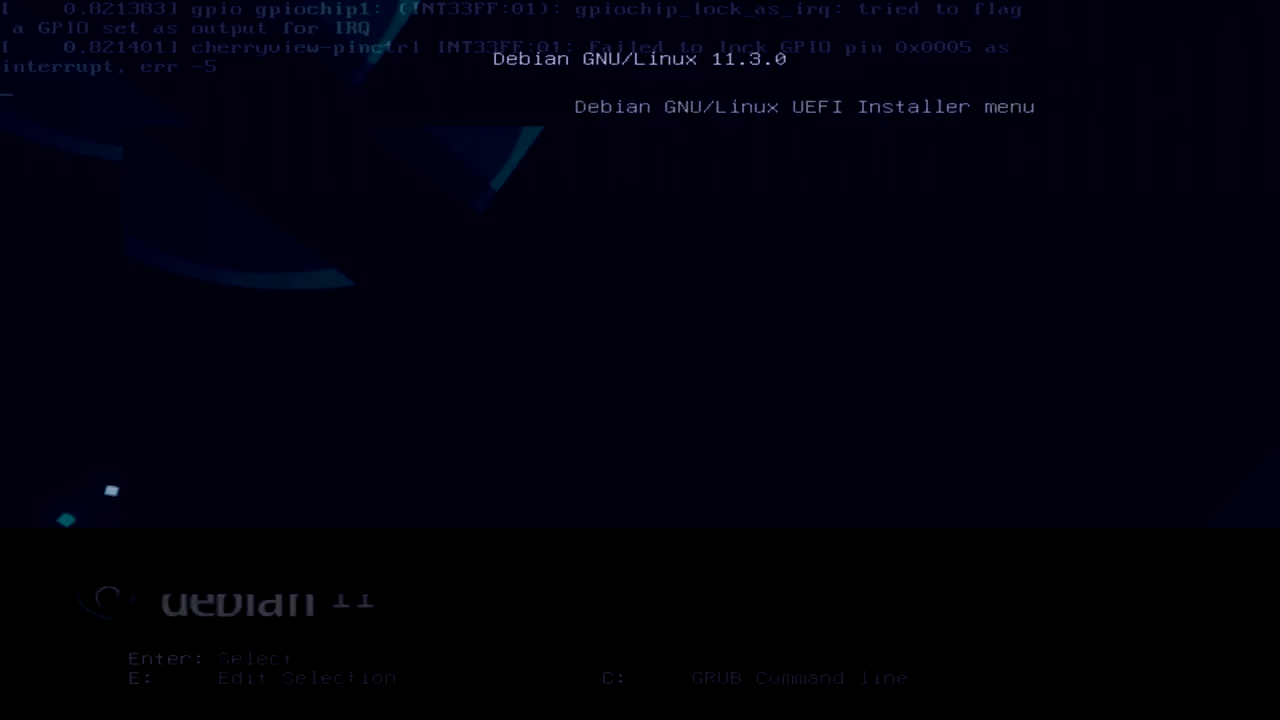 [    0.821383] gpio gpiochip1: (INT33FF:01): gpiochip_lock_as_irq: tried to flag
 a GPIO set as output for IRQ
[    0.821401] cherryview-pinctrl INT33FF:01: Failed to lock GPIO pin 0x0005 as
interrupt, err -5
Debian GNU/Linux 11.3.0
Debian GNU/Linux UEFI Installer menu
debian 11
Enter: Select
E: Edit Selection C: GRUB Command line